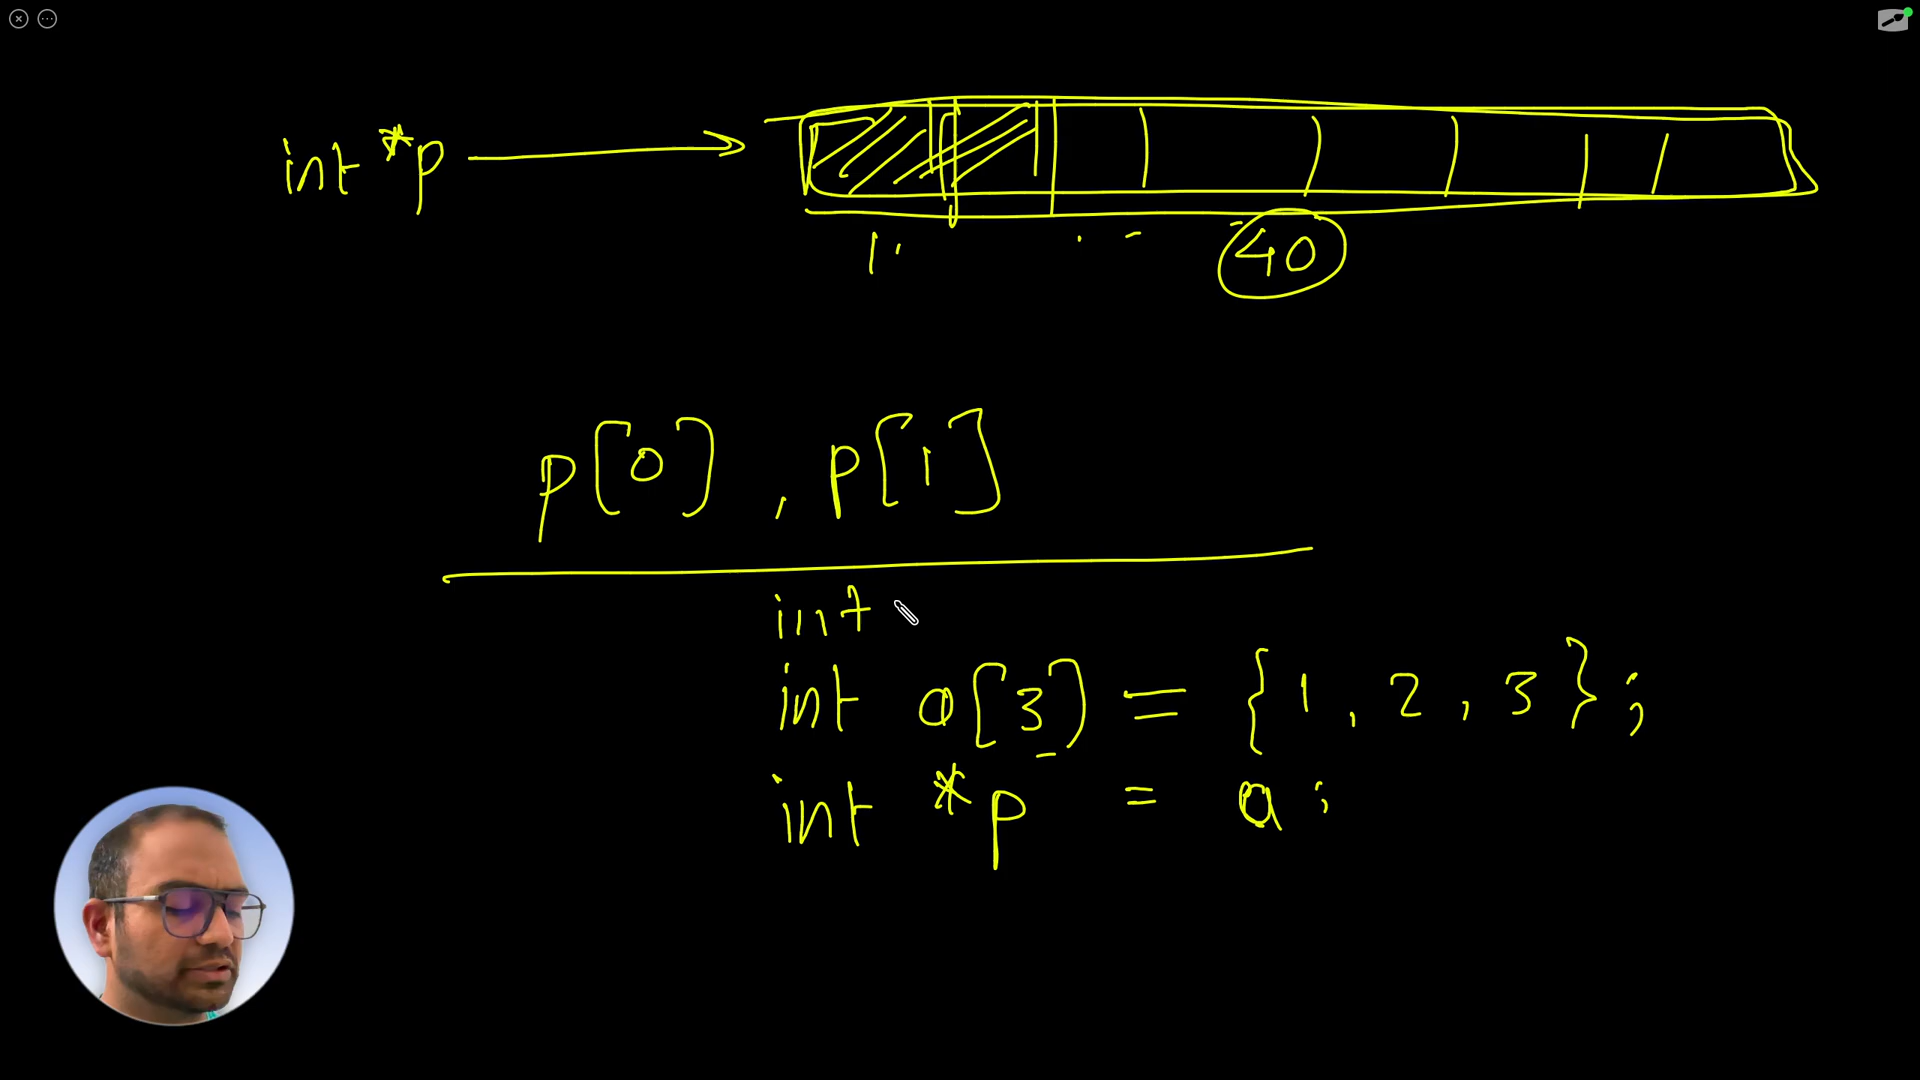 int *p
40
p[0] , p[1]
int
int a[3] = {1, 2, 3};
int *p = a;